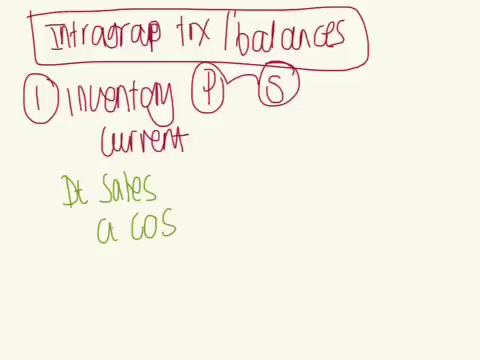 Intragrap trx / balances
1 Inventory P S
Current
Dt Sales
Ct COS